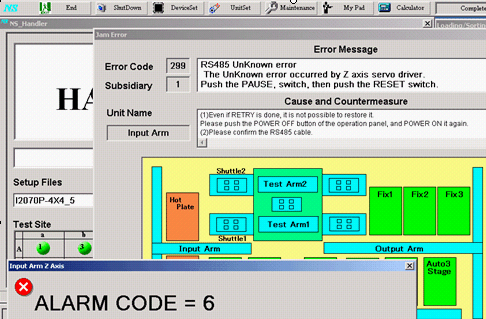 NS End ShutDown DeviceSet UnitSet Maintenance My Pad Calculator Complete
NS_Handler
Loading/Sortin
Jam Error
Error Message
Error Code 299
Subsidiary 1
RS485 UnKnown error
The UnKnown error occurred by Z axis servo driver.
Push the PAUSE, switch, then push the RESET switch.
Cause and Countermeasure
Unit Name
Input Arm
(1)Even if RETRY is done, it is not possible to restore it.
Please push the POWER OFF button of the operation panel, and POWER ON it again.
(2)Please confirm the RS485 cable.
HA
Setup Files
I2070P-4X4_5
Test Site
a b
A 1 3
Shuttle2
Test Arm2
Hot
Plate
Fix1 Fix2 Fix3
Test Arm1
Shuttle1
Input Arm
Output Arm
Auto3
Stage
Input Arm Z Axis
ALARM CODE = 6